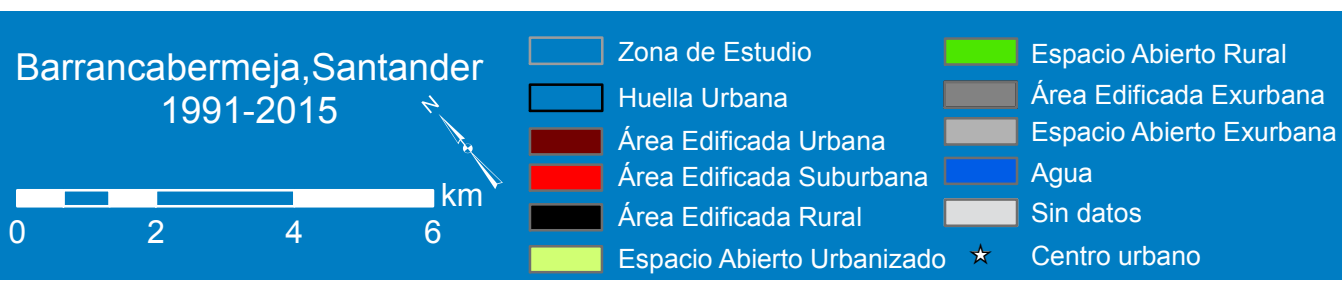 Barrancabermeja,Santander
1991-2015
N
km
0 2 4 6
Zona de Estudio
Huella Urbana
Área Edificada Urbana
Área Edificada Suburbana
Área Edificada Rural
Espacio Abierto Urbanizado
Espacio Abierto Rural
Área Edificada Exurbana
Espacio Abierto Exurbana
Agua
Sin datos
Centro urbano